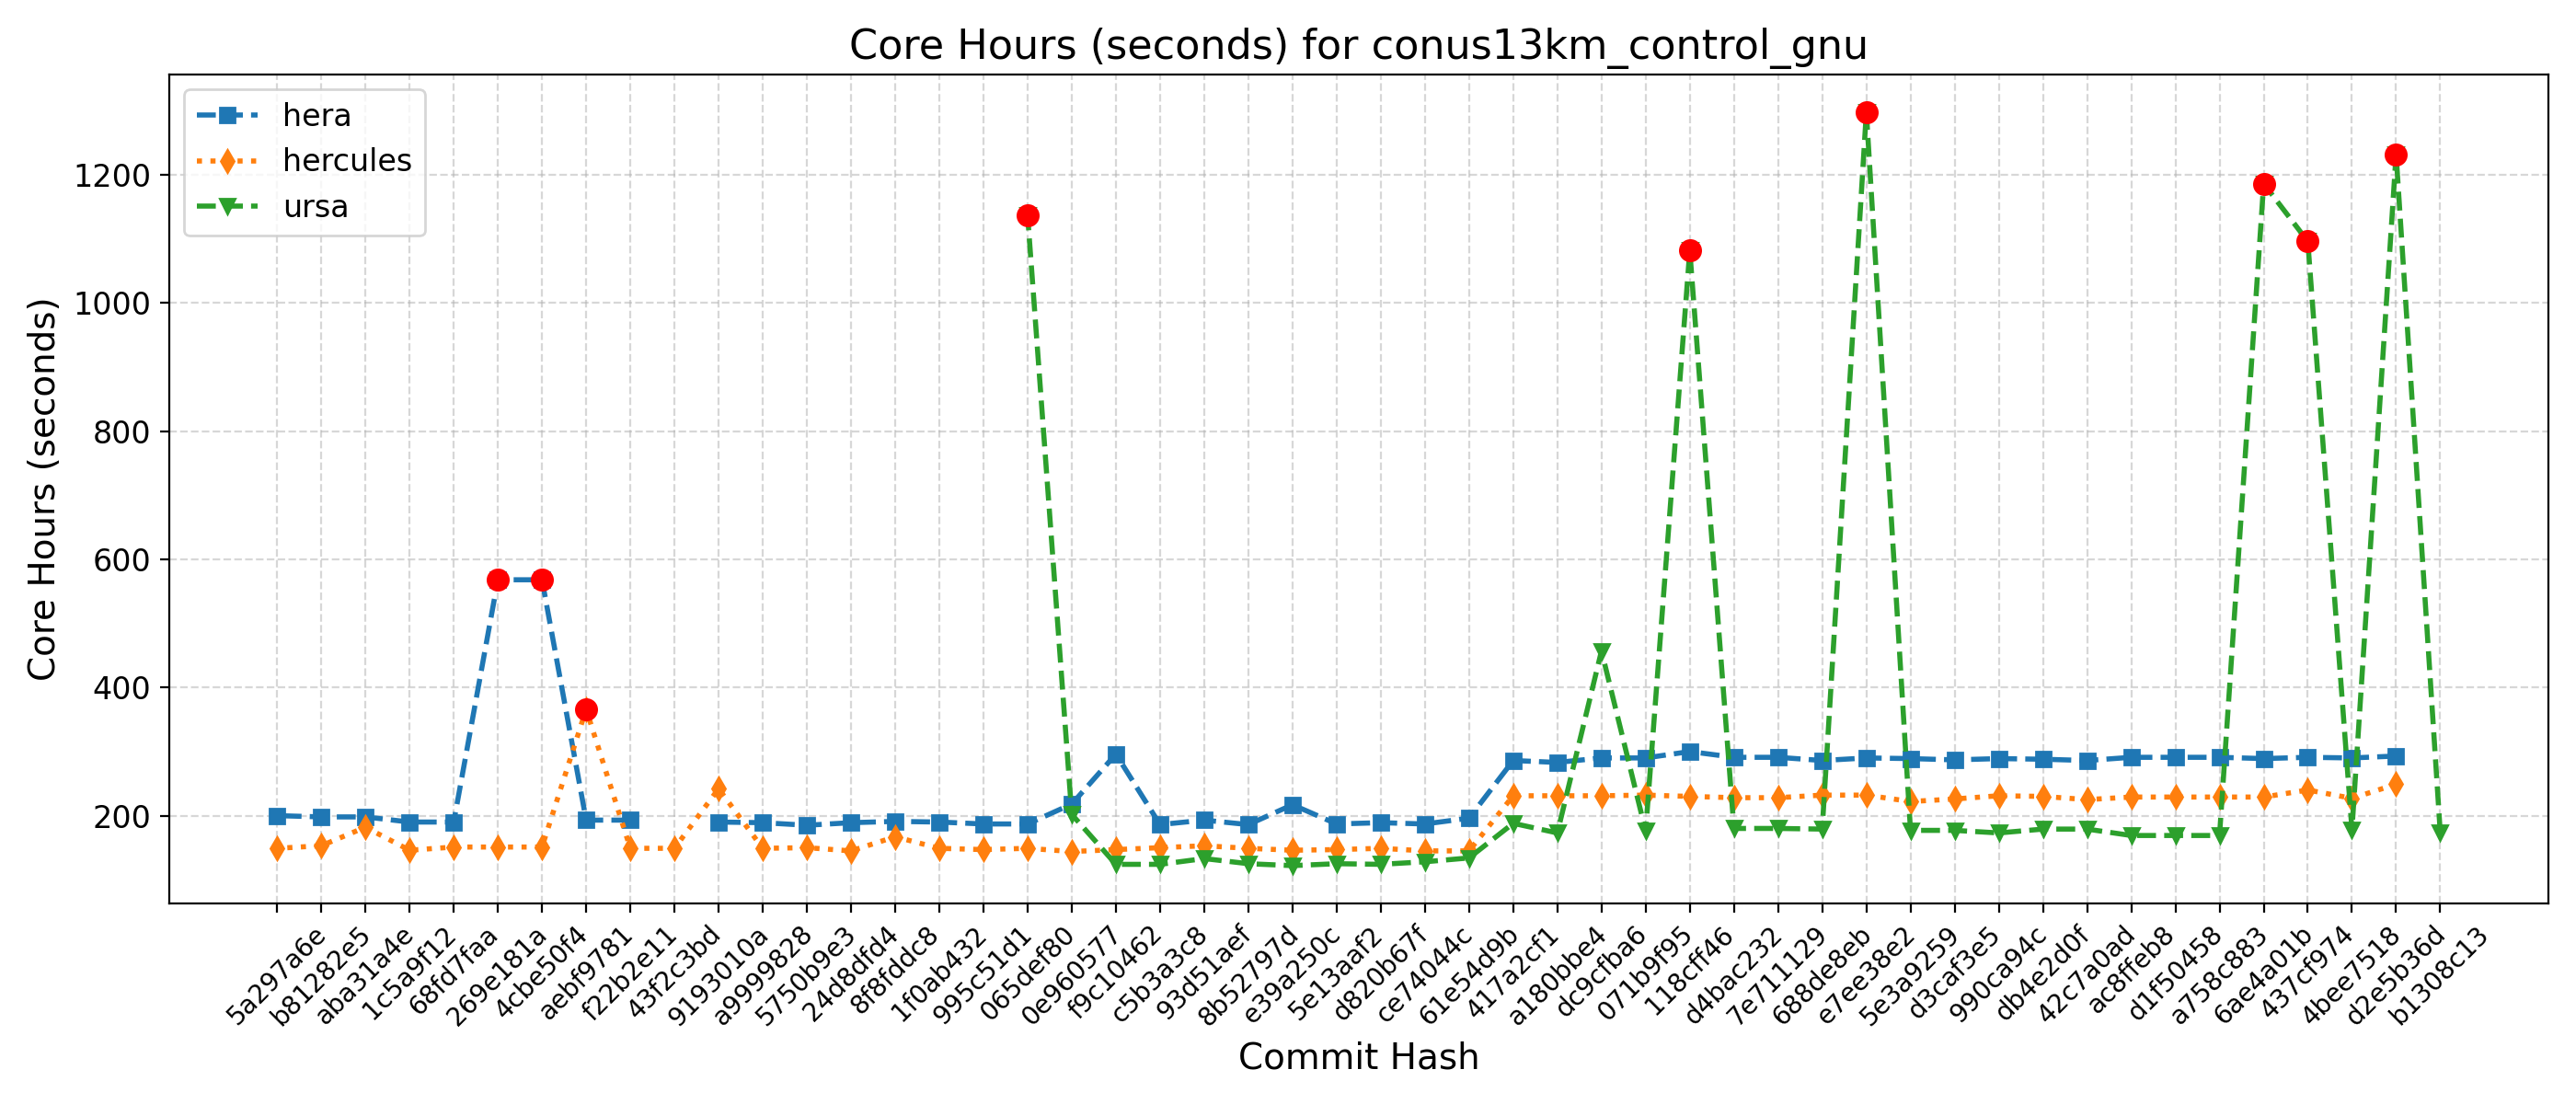 Core Hours (seconds) for conus13km_control_gnu
hera
hercules
ursa
Core Hours (seconds)
1200
1000
800
600
400
200
5a297a6e
b81282e5
aba31a4e
1c5a9f12
68fd7faa
269e181a
4cbe50f4
aebf9781
f22b2e11
43f2c3bd
9193010a
a9999828
5750b9e3
24d8dfd4
8f8fddc8
1f0ab432
995c51d1
065def80
0e960577
f9c10462
c5b3a3c8
93d51aef
8b52797d
e39a250c
5e13aaf2
d820b67f
ce74044c
61e54d9b
417a2cf1
a180bbe4
dc9cfba6
071b9f95
118cff46
d4bac232
7e711129
688de8eb
e7ee38e2
5e3a9259
d3caf3e5
990ca94c
db4e2d0f
42c7a0ad
ac8ffeb8
d1f50458
a758c883
6ae4a01b
437cf974
4bee7518
d2e5b36d
b1308c13
Commit Hash